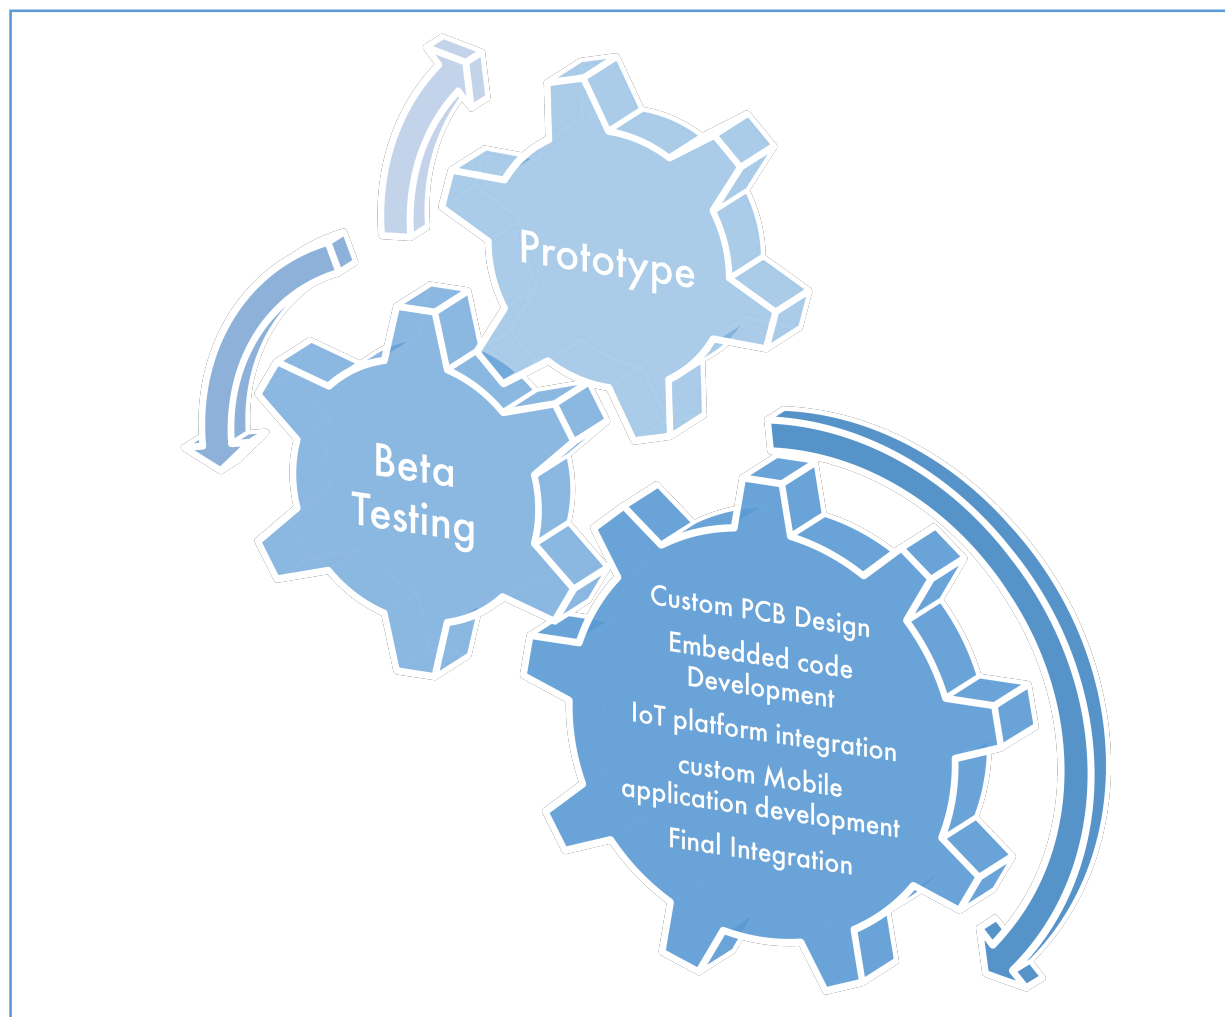 Prototype
Beta
Testing
Custom PCB Design
Embedded code
Development
IoT platform integration
custom Mobile
application development
Final Integration